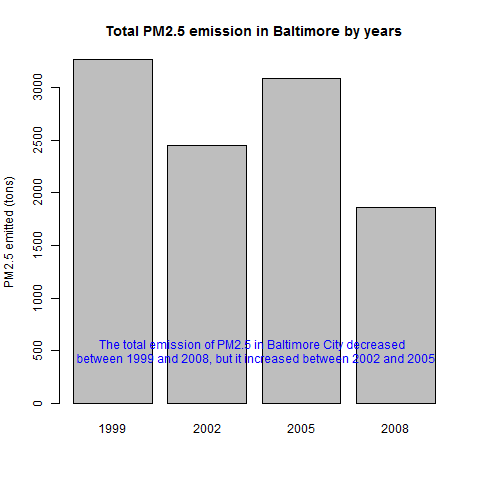 Total PM2.5 emission in Baltimore by years
PM2.5 emitted (tons)
3000
2500
2000
1500
1000
500
0
The total emission of PM2.5 in Baltimore City decreased
between 1999 and 2008, but it increased between 2002 and 2005
1999 2002 2005 2008